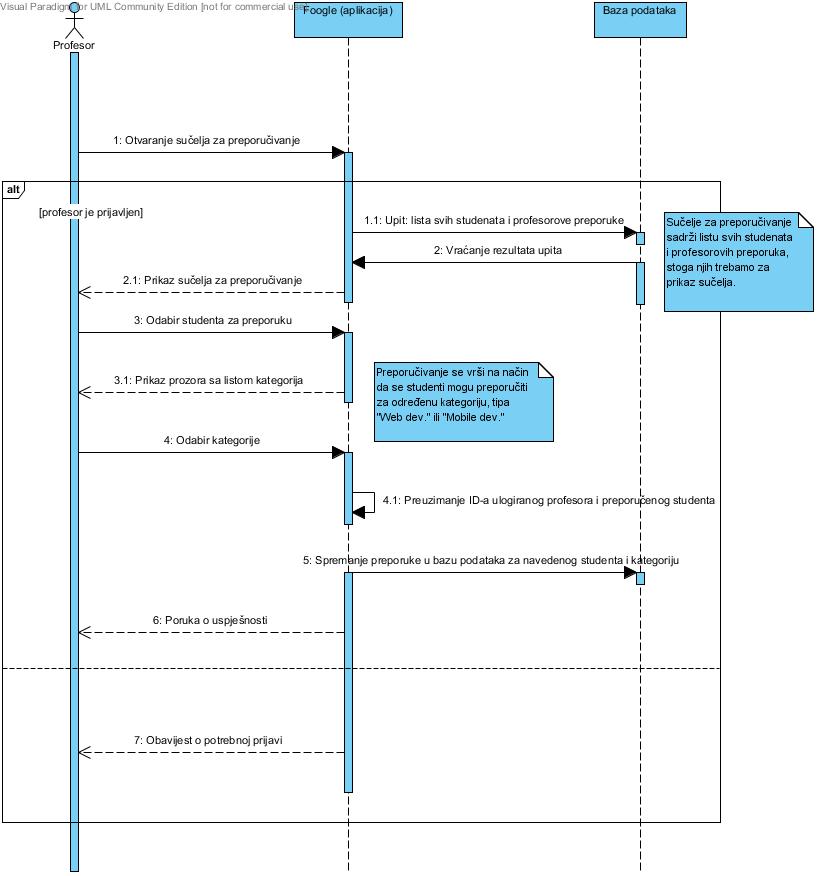 Visual Paradigm for UML Community Edition [not for commercial use]
Foogle (aplikacija)
Baza podataka
Profesor
1: Otvaranje sučelja za preporučivanje
alt
[profesor je prijavljen]
1.1: Upit: lista svih studenata i profesorove preporuke
Sučelje za preporučivanje
sadrži listu svih studenata
i profesorovih preporuka,
stoga njih trebamo za
prikaz sučelja.
2: Vraćanje rezultata upita
2.1: Prikaz sučelja za preporučivanje
3: Odabir studenta za preporuku
3.1: Prikaz prozora sa listom kategorija
Preporučivanje se vrši na način
da se studenti mogu preporučiti
za određenu kategoriju, tipa
"Web dev." ili "Mobile dev."
4: Odabir kategorije
4.1: Preuzimanje ID-a ulogiranog profesora i preporučenog studenta
5: Spremanje preporuke u bazu podataka za navedenog studenta i kategoriju
6: Poruka o uspješnosti
7: Obavijest o potrebnoj prijavi